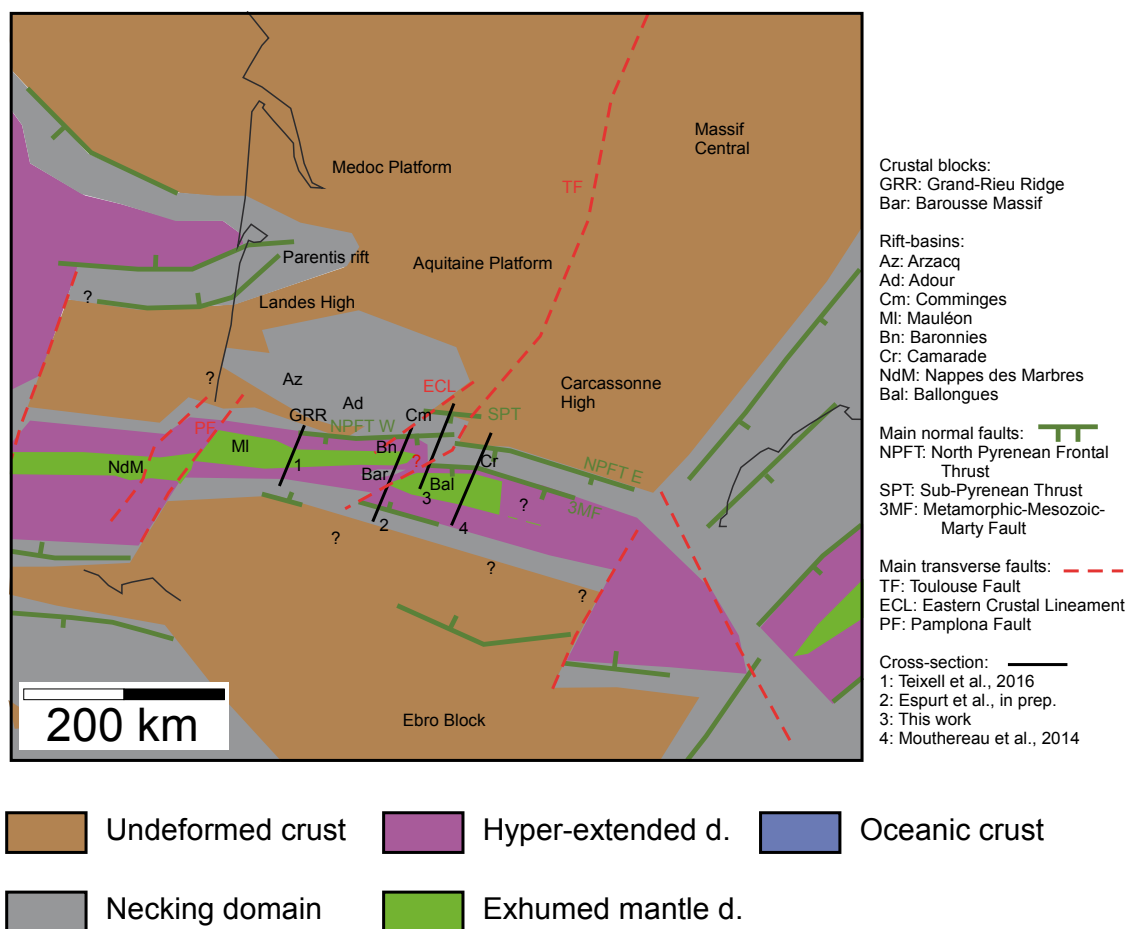 Massif
Central
Medoc Platform
TF
Parentis rift
Aquitaine Platform
?
Landes High
?
Az
ECL
Carcassonne
High
Ad
GRR
Cm
SPT
PF
NPFT W
Ml
Bn
?
Cr
NPFT E
NdM
1
Bar
Bal
3
?
3MF
2
4
?
?
?
Ebro Block
200 km
Crustal blocks:
GRR: Grand-Rieu Ridge
Bar: Barousse Massif
Rift-basins:
Az: Arzacq
Ad: Adour
Cm: Comminges
Ml: Mauléon
Bn: Baronnies
Cr: Camarade
NdM: Nappes des Marbres
Bal: Ballongues
Main normal faults:
NPFT: North Pyrenean Frontal
Thrust
SPT: Sub-Pyrenean Thrust
3MF: Metamorphic-Mesozoic-
Marty Fault
Main transverse faults:
TF: Toulouse Fault
ECL: Eastern Crustal Lineament
PF: Pamplona Fault
Cross-section:
1: Teixell et al., 2016
2: Espurt et al., in prep.
3: This work
4: Mouthereau et al., 2014
Undeformed crust
Hyper-extended d.
Oceanic crust
Necking domain
Exhumed mantle d.